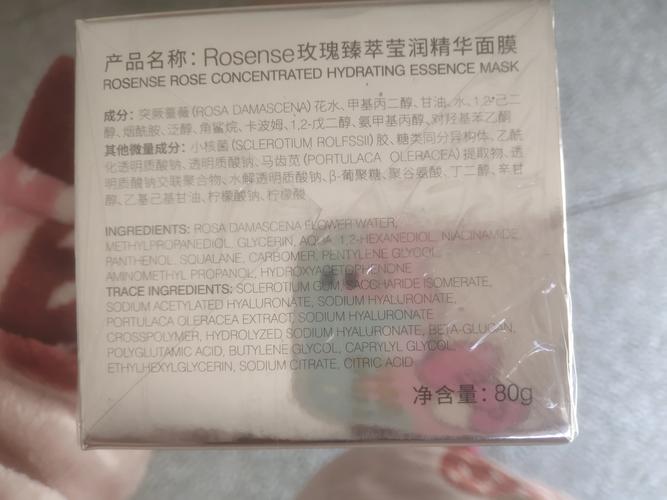 产品名称：Rosense玫瑰臻萃莹润精华面膜
ROSENSE ROSE CONCENTRATED HYDRATING ESSENCE MASK
成分：突厥蔷薇(ROSA DAMASCENA)花水、甲基丙二醇、甘油、水、1,2-己二
醇、烟酰胺、泛醇、角鲨烷、卡波姆、1,2-戊二醇、氨甲基丙醇、对羟基苯乙酮
其他微量成分：小核菌(SCLEROTIUM ROLFSSII)胶、糖类同分异构体、乙酰
化透明质酸钠、透明质酸钠、马齿苋(PORTULACA OLERACEA)提取物、透
明质酸钠交联聚合物、水解透明质酸钠、β-葡聚糖、聚谷氨酸、丁二醇、辛甘
醇、乙基己基甘油、柠檬酸钠、柠檬酸
INGREDIENTS: ROSA DAMASCENA FLOWER WATER,
METHYLPROPANEDIOL, GLYCERIN, AQUA, 1,2-HEXANEDIOL, NIACINAMIDE,
PANTHENOL, SQUALANE, CARBOMER, PENTYLENE GLYCOL,
AMINOMETHYL PROPANOL, HYDROXYACETOPHENONE
TRACE INGREDIENTS: SCLEROTIUM GUM, SACCHARIDE ISOMERATE,
SODIUM ACETYLATED HYALURONATE, SODIUM HYALURONATE,
PORTULACA OLERACEA EXTRACT, SODIUM HYALURONATE
CROSSPOLYMER, HYDROLYZED SODIUM HYALURONATE, BETA-GLUCAN,
POLYGLUTAMIC ACID, BUTYLENE GLYCOL, CAPRYLYL GLYCOL,
ETHYLHEXYLGLYCERIN, SODIUM CITRATE, CITRIC ACID
净含量：80g